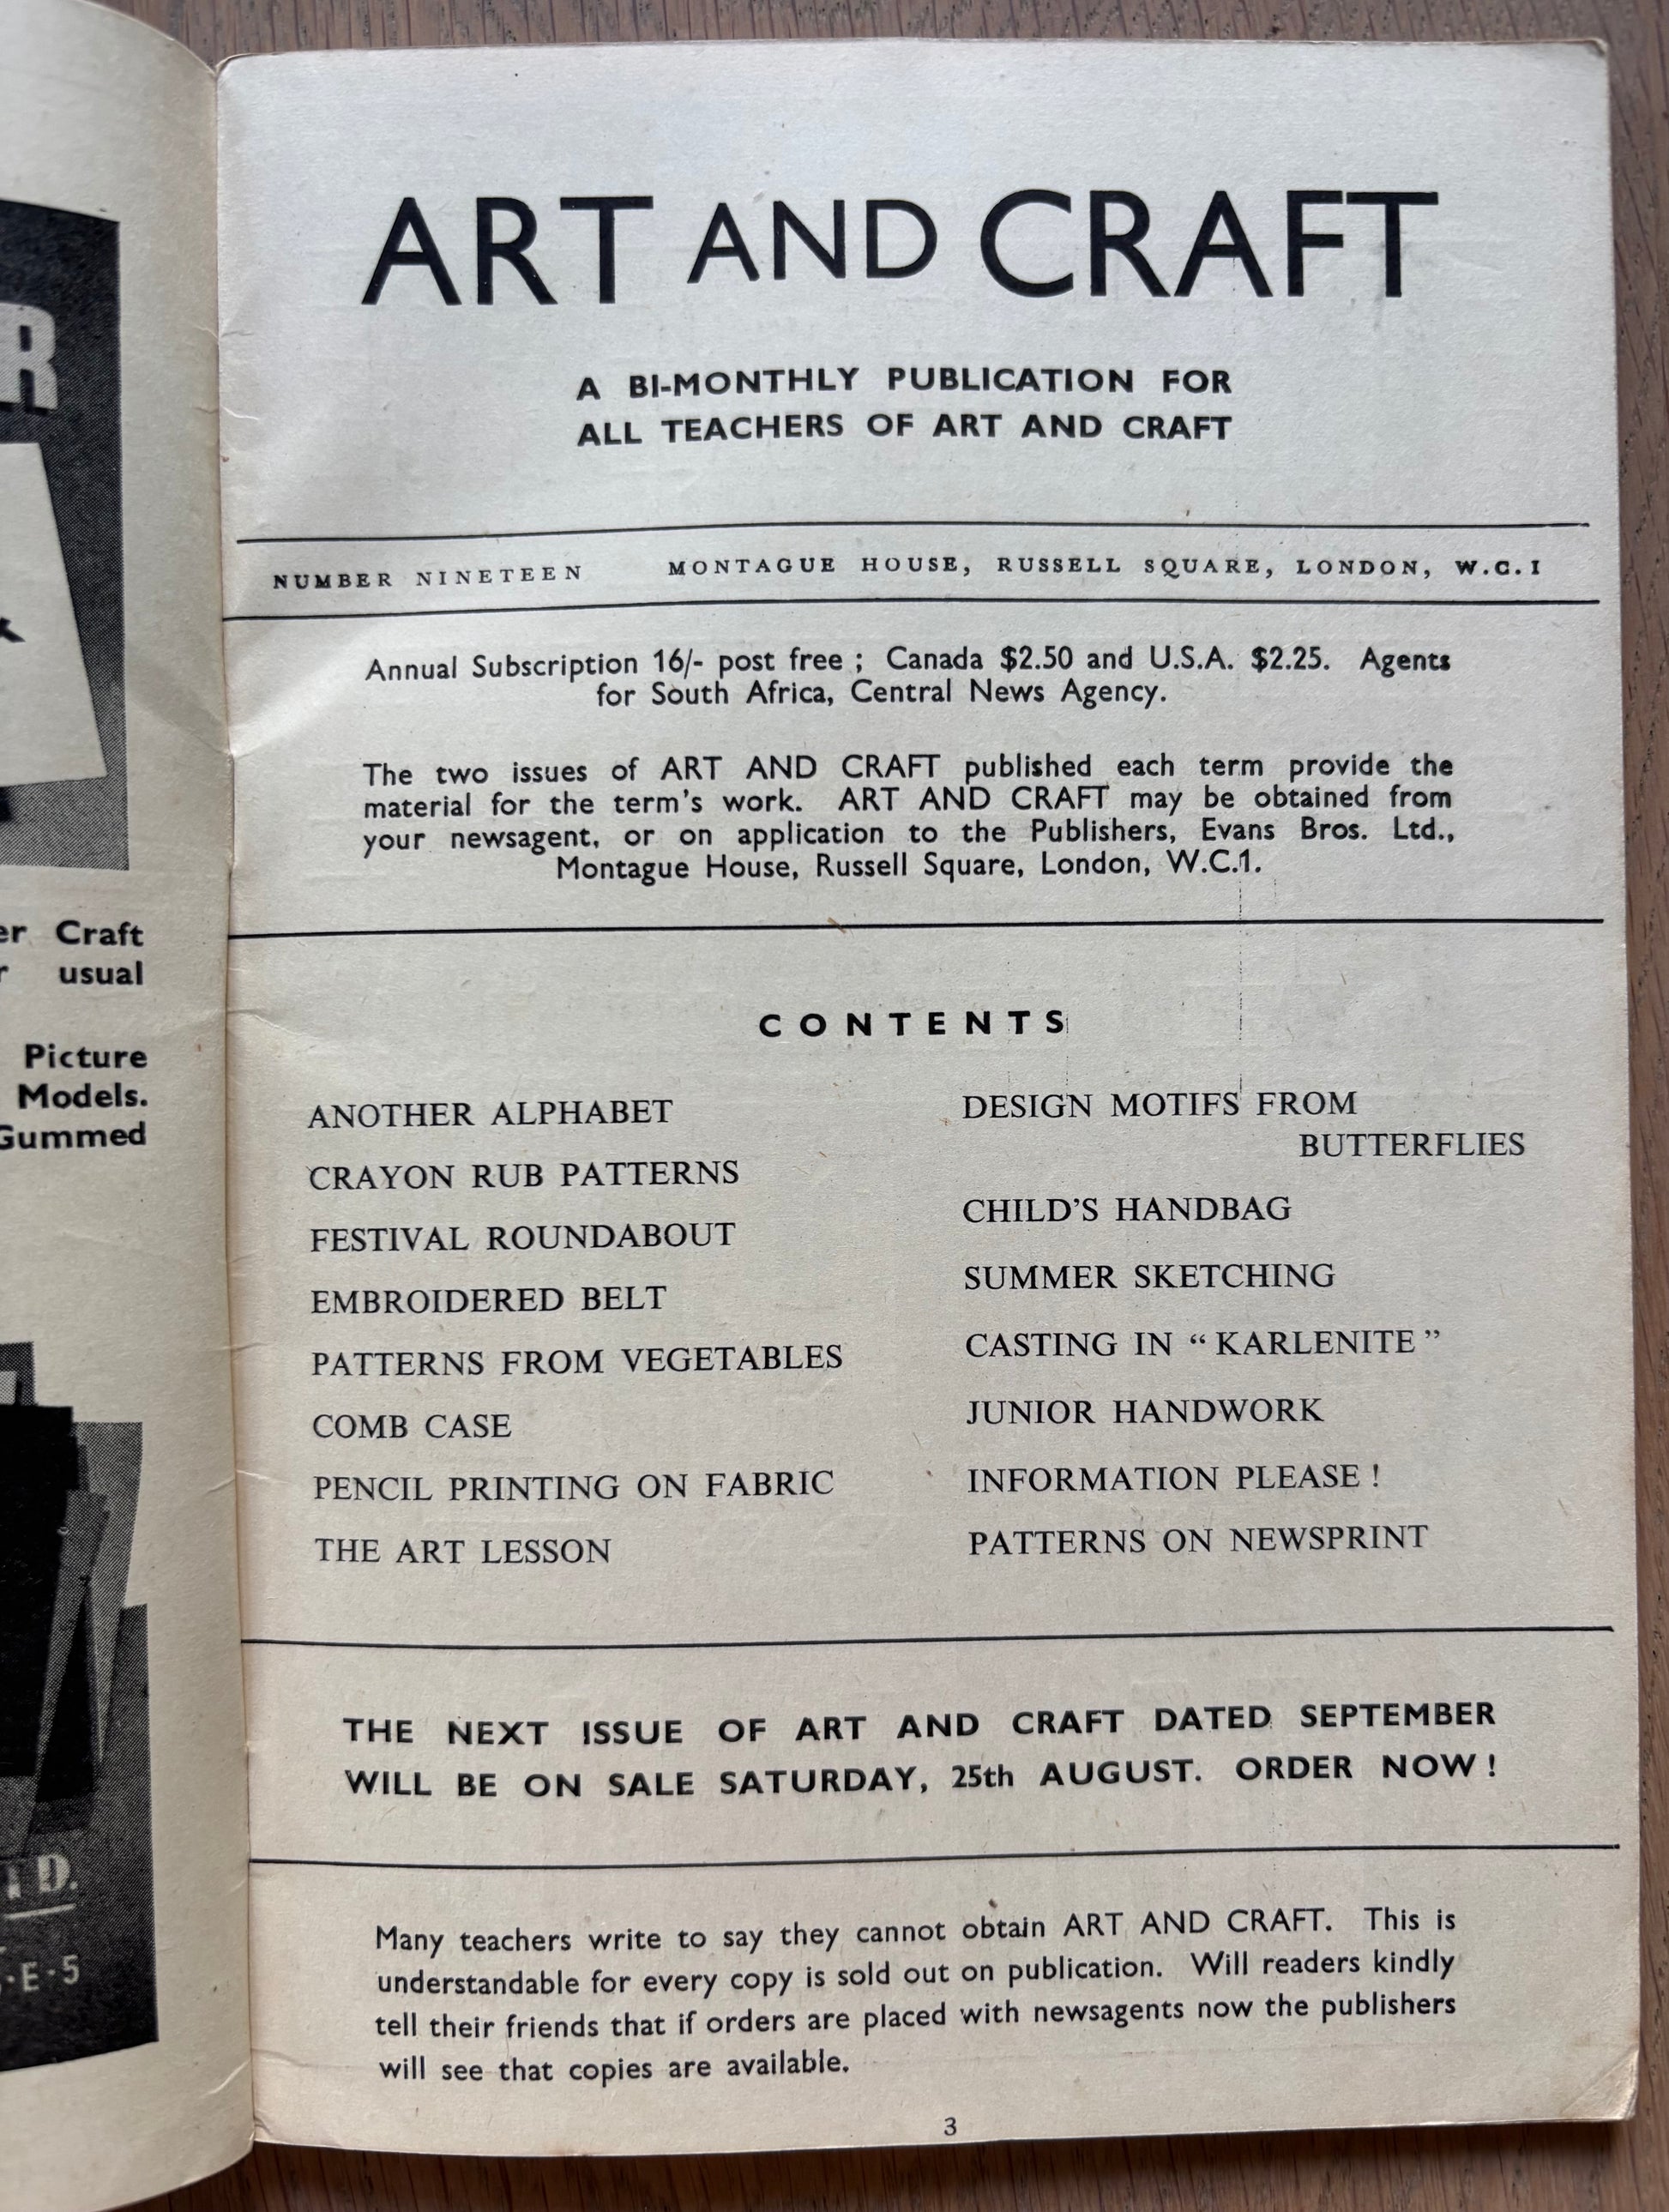 R
er Craft
usual
Picture
Models.
Gummed
TD.
E·5
ART AND CRAFT
A BI-MONTHLY PUBLICATION FOR
ALL TEACHERS OF ART AND CRAFT
NUMBER NINETEEN MONTAGUE HOUSE, RUSSELL SQUARE, LONDON, W.C.1
Annual Subscription 16/- post free ; Canada $2.50 and U.S.A. $2.25. Agents
for South Africa, Central News Agency.
The two issues of ART AND CRAFT published each term provide the
material for the term's work. ART AND CRAFT may be obtained from
your newsagent, or on application to the Publishers, Evans Bros. Ltd.,
Montague House, Russell Square, London, W.C.1.
CONTENTS
ANOTHER ALPHABET
CRAYON RUB PATTERNS
FESTIVAL ROUNDABOUT
EMBROIDERED BELT
PATTERNS FROM VEGETABLES
COMB CASE
PENCIL PRINTING ON FABRIC
THE ART LESSON
DESIGN MOTIFS FROM
BUTTERFLIES
CHILD'S HANDBAG
SUMMER SKETCHING
CASTING IN “ KARLENITE ”
JUNIOR HANDWORK
INFORMATION PLEASE !
PATTERNS ON NEWSPRINT
THE NEXT ISSUE OF ART AND CRAFT DATED SEPTEMBER
WILL BE ON SALE SATURDAY, 25th AUGUST. ORDER NOW !
Many teachers write to say they cannot obtain ART AND CRAFT. This is
understandable for every copy is sold out on publication. Will readers kindly
tell their friends that if orders are placed with newsagents now the publishers
will see that copies are available.
3